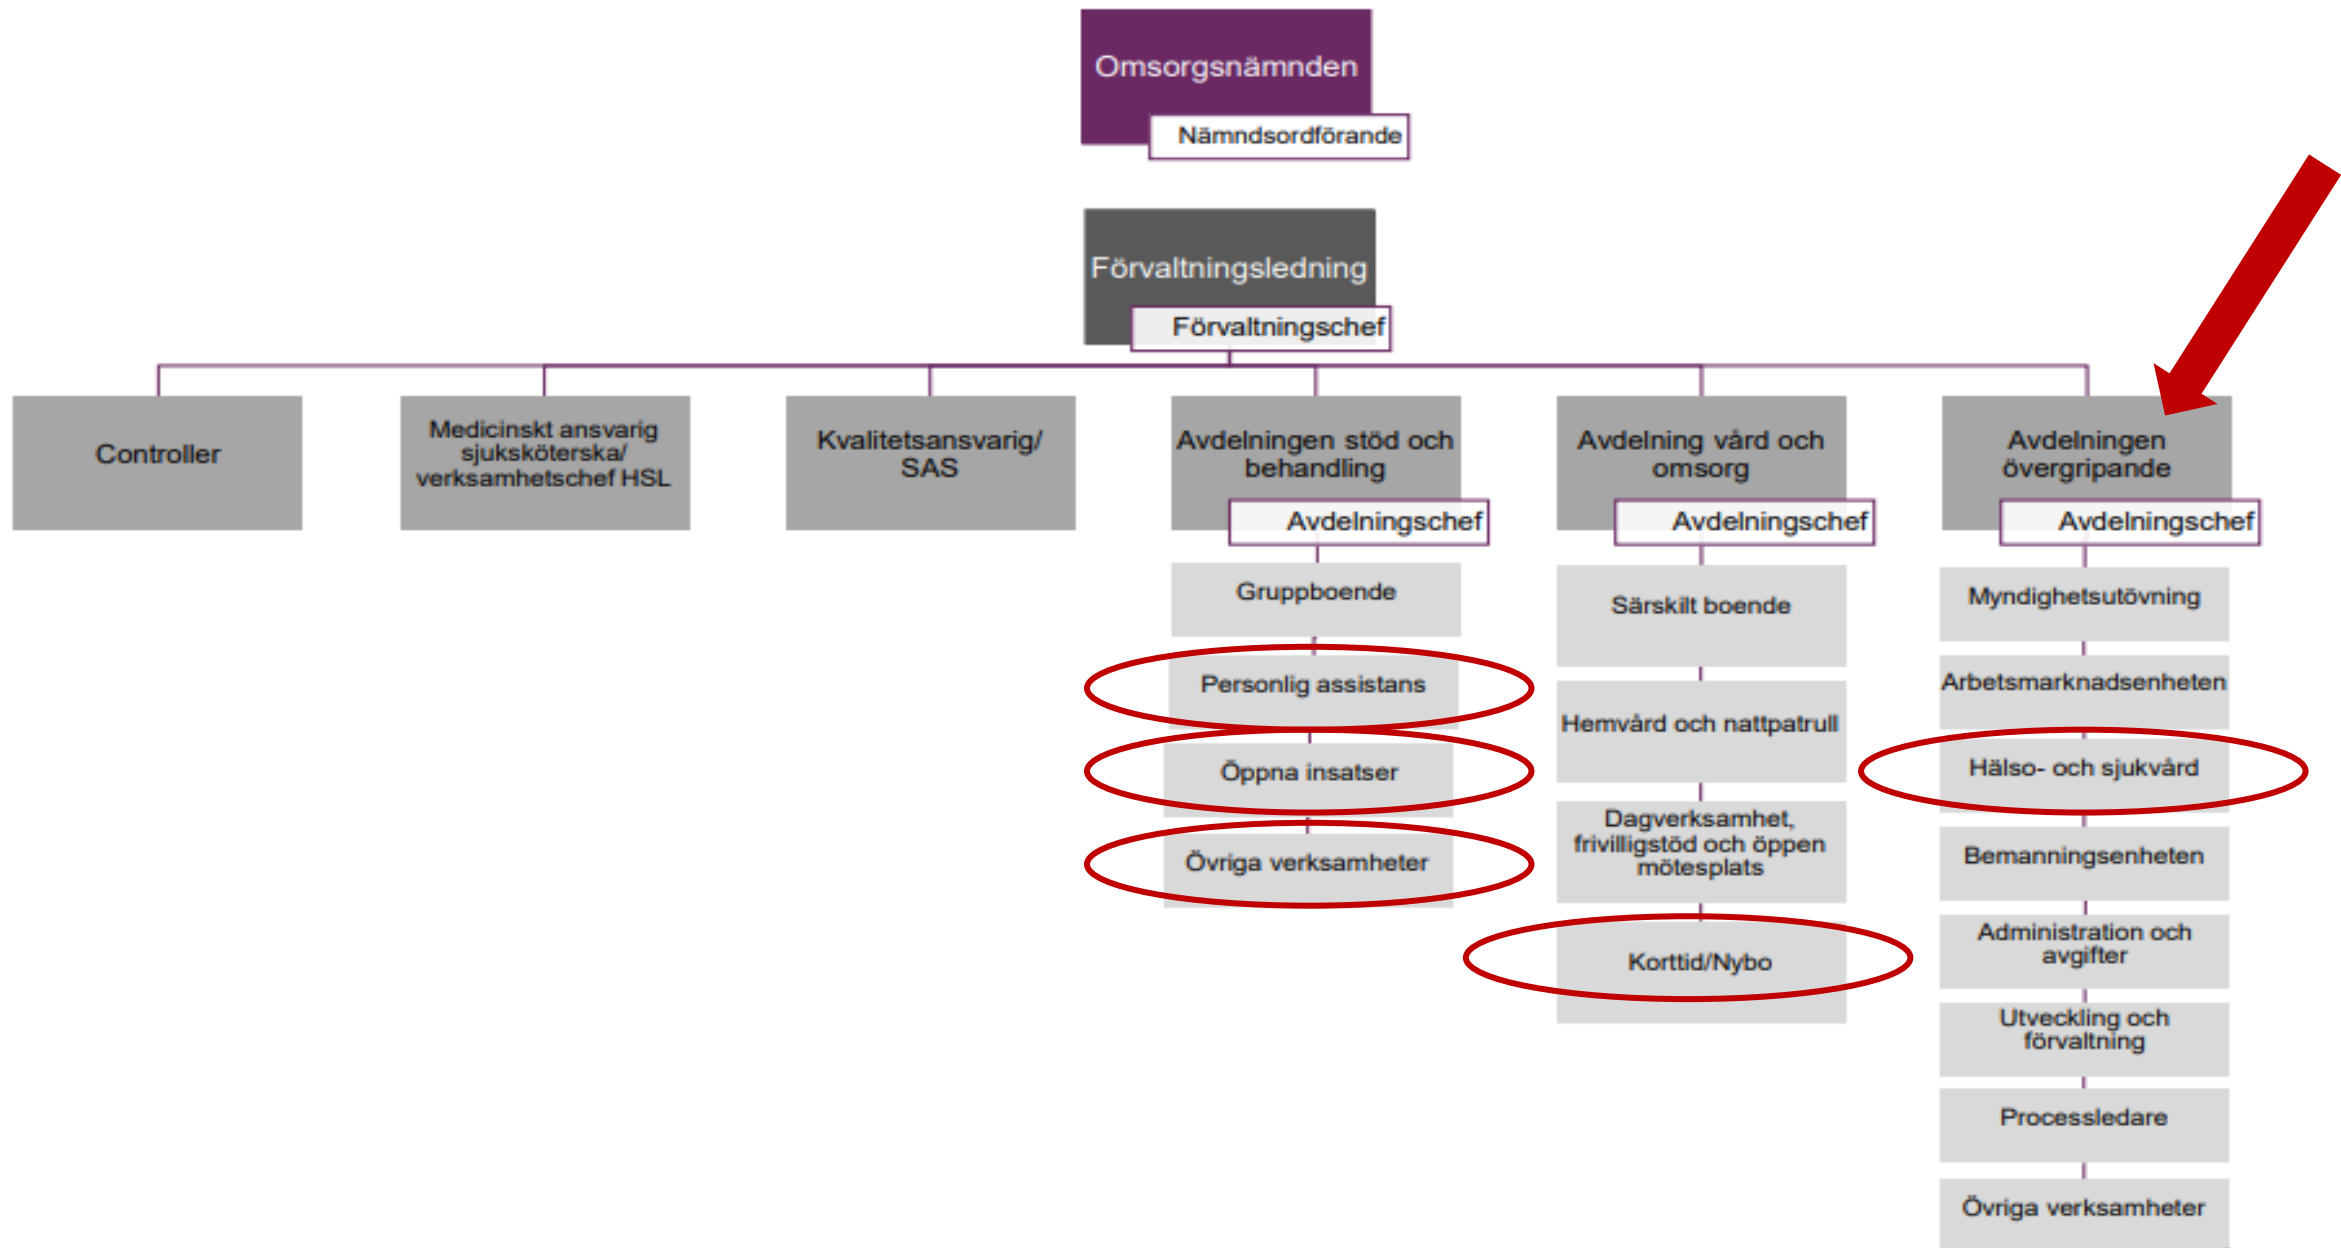 Omsorgsnämnden
Nämndsordförande
Förvaltningsledning
Förvaltningschef
Controller
Medicinskt ansvarig
sjuksköterska/
verksamhetschef HSL
Kvalitetsansvarig/
SAS
Avdelningen stöd och
behandling
Avdelningschef
Gruppboende
Personlig assistans
Öppna insatser
Övriga verksamheter
Avdelning vård och
omsorg
Avdelningschef
Särskilt boende
Hemvård och nattpatrull
Dagverksamhet,
frivilligstöd och öppen
mötesplats
Korttid/Nybo
Avdelningen
övergripande
Avdelningschef
Myndighetsutövning
Arbetsmarknadsenheten
Hälso- och sjukvård
Bemanningsenheten
Administration och
avgifter
Utveckling och
förvaltning
Processledare
Övriga verksamheter